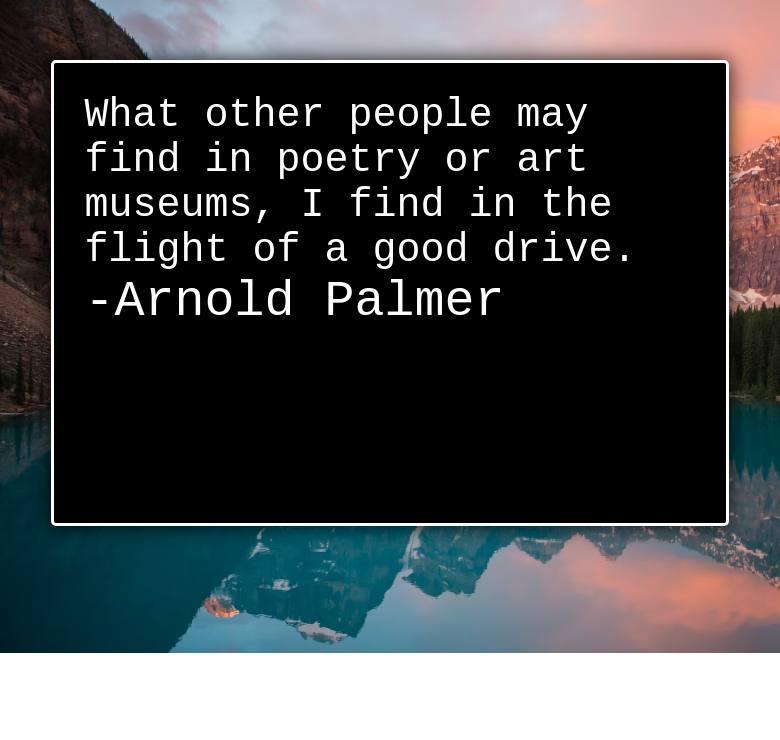 What other people may
find in poetry or art
museums, I find in the
flight of a good drive.
-Arnold Palmer